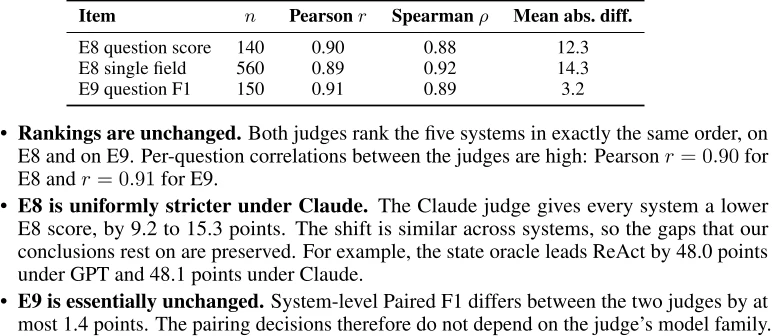 Item n Pearson r Spearman ρ Mean abs. diff.
E8 question score 140 0.90 0.88 12.3
E8 single field 560 0.89 0.92 14.3
E9 question F1 150 0.91 0.89 3.2
• Rankings are unchanged. Both judges rank the five systems in exactly the same order, on
E8 and on E9. Per-question correlations between the judges are high: Pearson r = 0.90 for
E8 and r = 0.91 for E9.
• E8 is uniformly stricter under Claude. The Claude judge gives every system a lower
E8 score, by 9.2 to 15.3 points. The shift is similar across systems, so the gaps that our
conclusions rest on are preserved. For example, the state oracle leads ReAct by 48.0 points
under GPT and 48.1 points under Claude.
• E9 is essentially unchanged. System-level Paired F1 differs between the two judges by at
most 1.4 points. The pairing decisions therefore do not depend on the judge's model family.